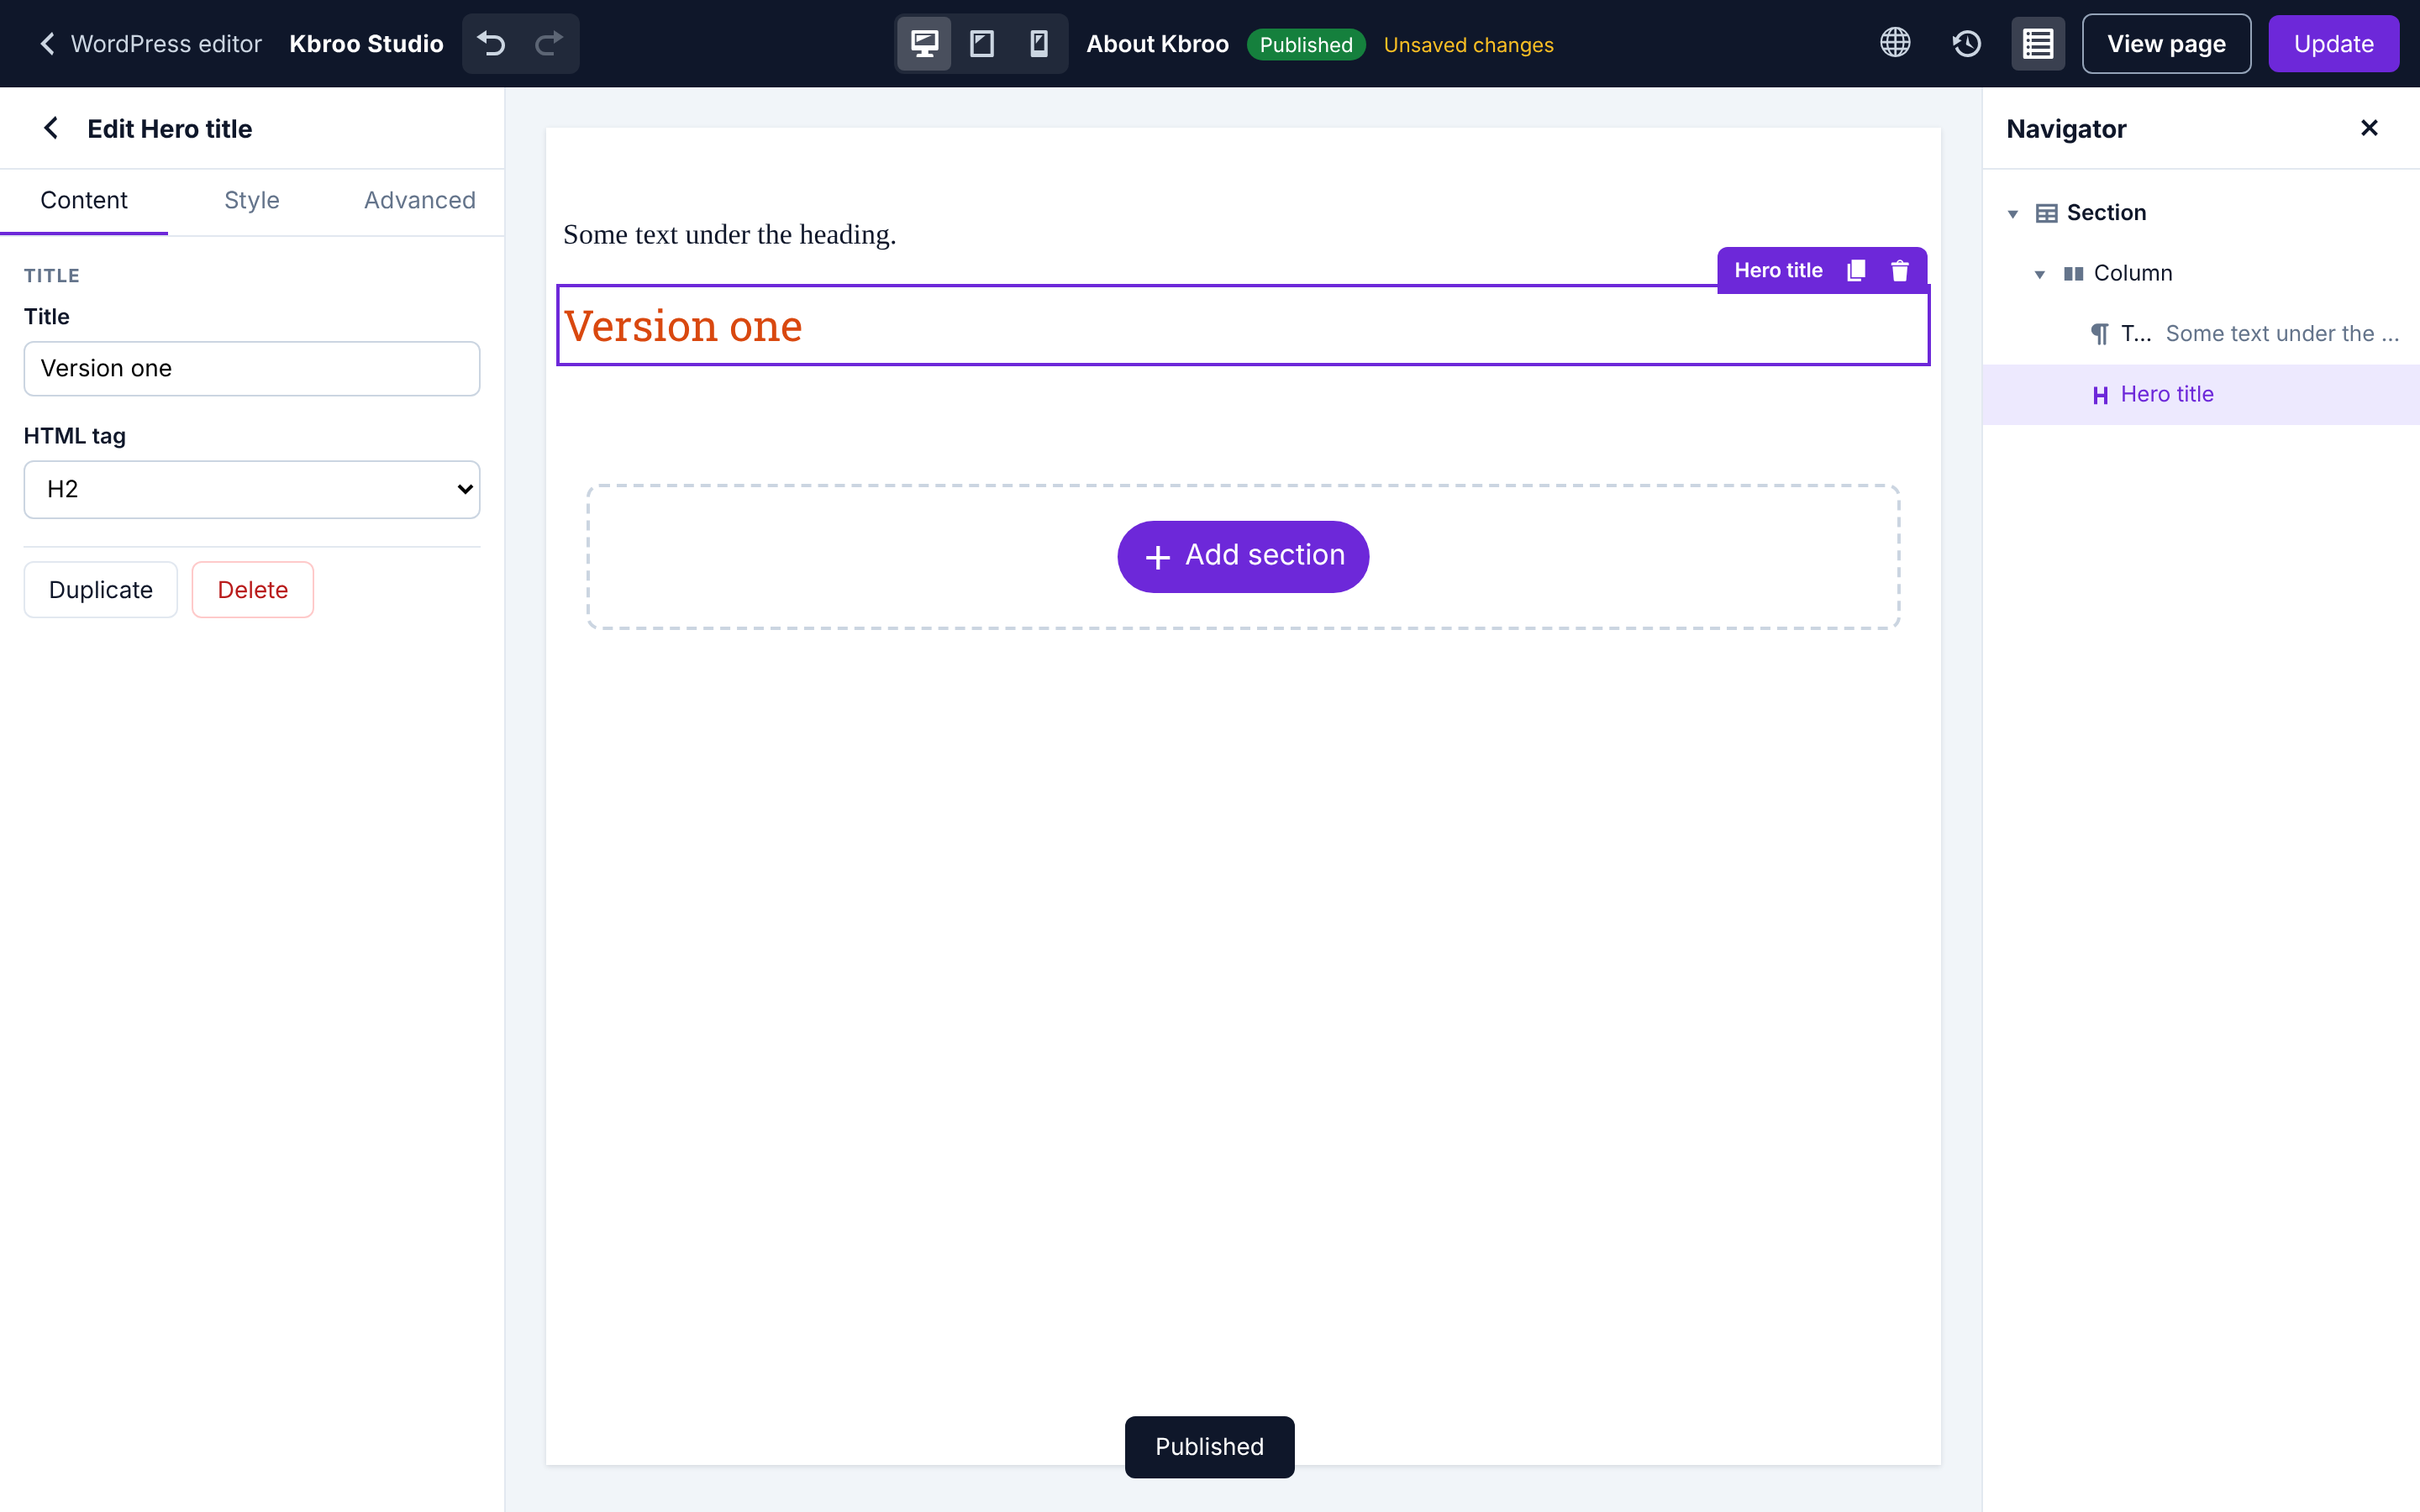 WordPress editor Kbroo Studio About Kbroo Published Unsaved changes View page Update
Edit Hero title
Content Style Advanced
TITLE
Title
Version one
HTML tag
H2
Duplicate Delete
Some text under the heading.
Hero title
Version one
Add section
Published
Navigator
Section
Column
T... Some text under the ...
Hero title